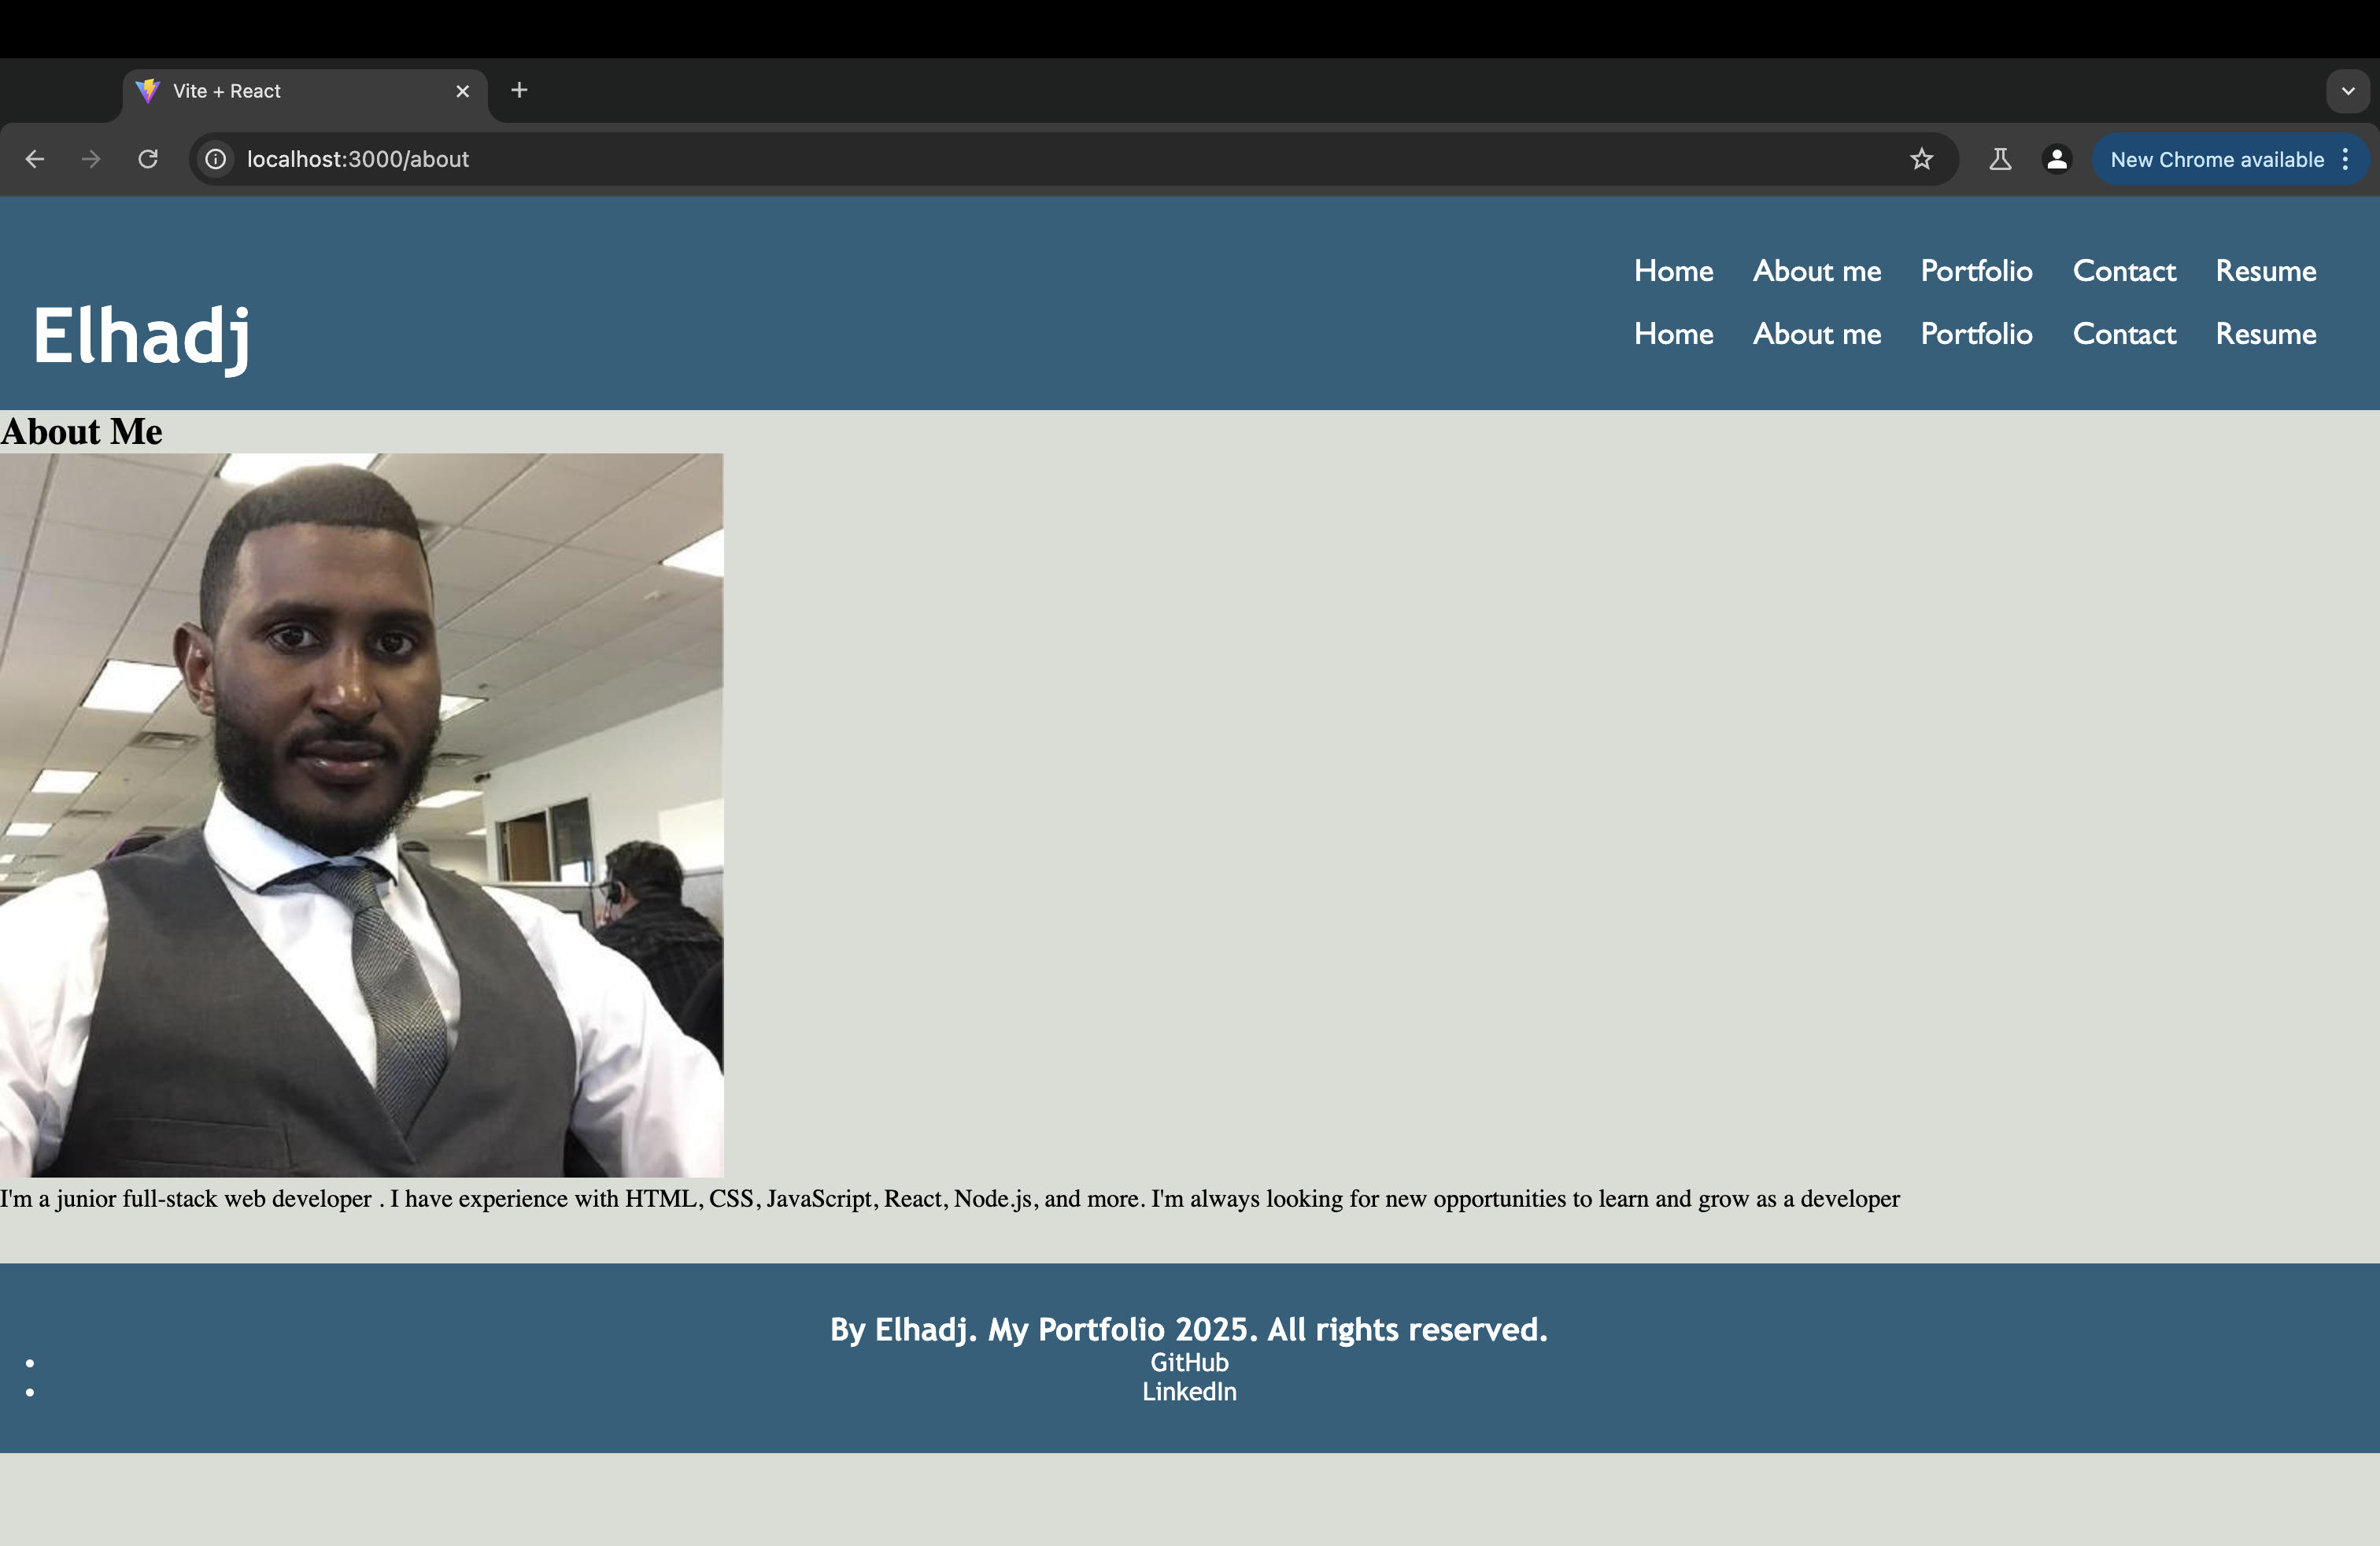 Vite + React
localhost:3000/about
New Chrome available
Home About me Portfolio Contact Resume
Elhadj
Home About me Portfolio Contact Resume
About Me
I'm a junior full-stack web developer . I have experience with HTML, CSS, JavaScript, React, Node.js, and more. I'm always looking for new opportunities to learn and grow as a developer
By Elhadj. My Portfolio 2025. All rights reserved.
GitHub
LinkedIn